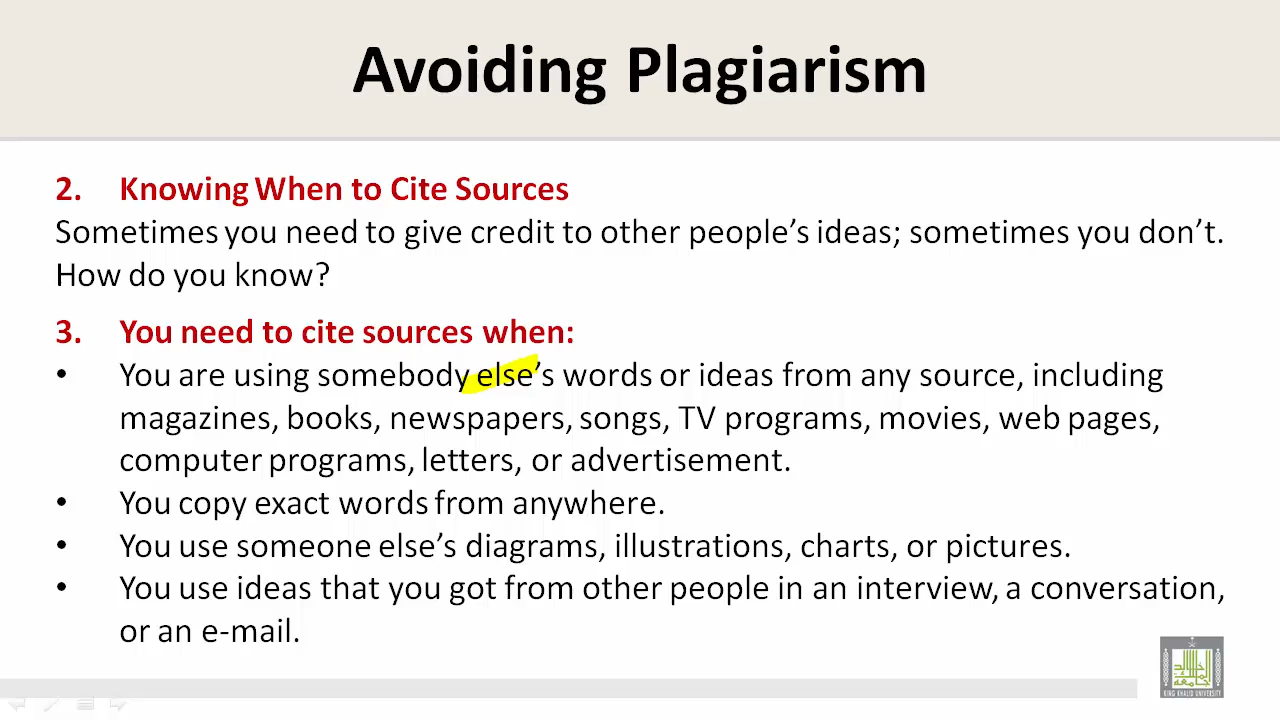 Avoiding Plagiarism
2. Knowing When to Cite Sources
Sometimes you need to give credit to other people's ideas; sometimes you don't.
How do you know?
3. You need to cite sources when:
• You are using somebody else's words or ideas from any source, including
magazines, books, newspapers, songs, TV programs, movies, web pages,
computer programs, letters, or advertisement.
• You copy exact words from anywhere.
• You use someone else's diagrams, illustrations, charts, or pictures.
• You use ideas that you got from other people in an interview, a conversation,
or an e-mail.
KING KHALID UNIVERSITY